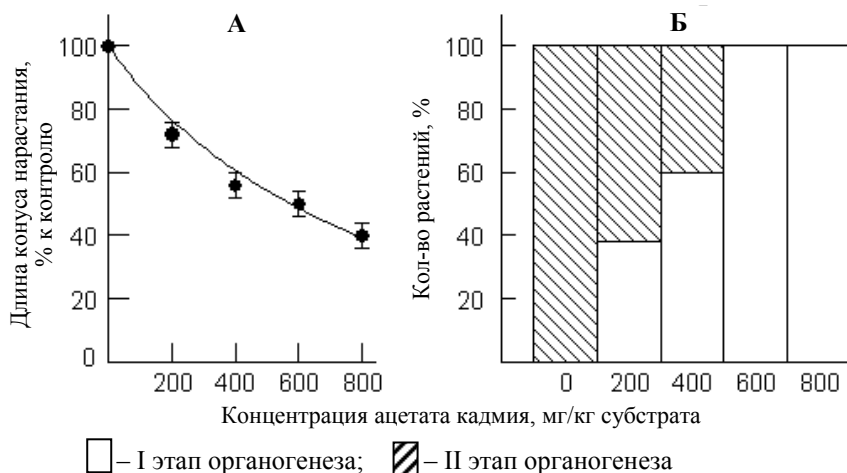 А
Б
Длина конуса нарастания,
% к контролю
100
80
60
40
20
0
200 400 600 800
Кол-во растений, %
100
80
60
40
20
0 200 400 600 800
Концентрация ацетата кадмия, мг/кг субстрата
– I этап органогенеза; – II этап органогенеза